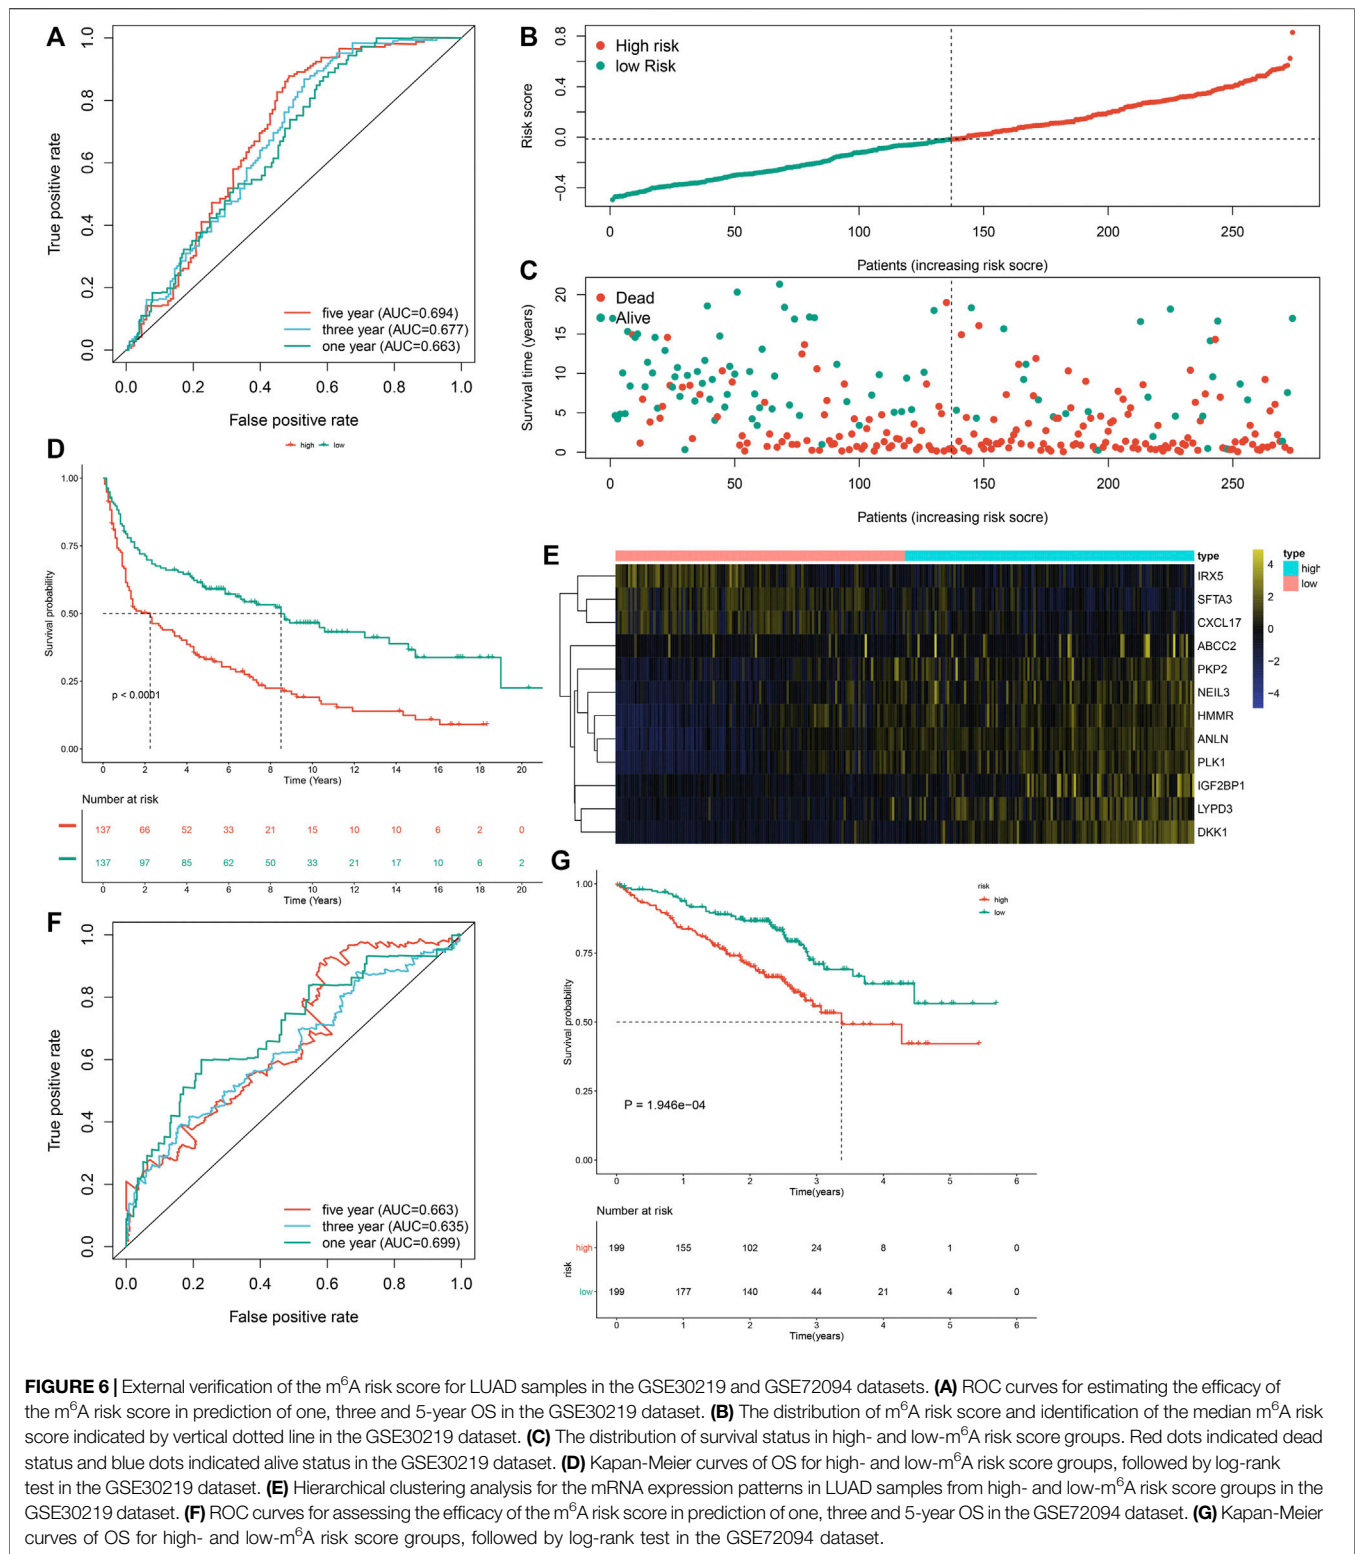 A
True positive rate
1.0
0.8
0.6
0.4
0.2
0.0
five year (AUC=0.694)
three year (AUC=0.677)
one year (AUC=0.663)
0.0 0.2 0.4 0.6 0.8 1.0
False positive rate
B
High risk
low Risk
Risk score
0.8
0.4
0.0
−0.4
0 50 100 150 200 250
Patients (increasing risk socre)
C
Dead
Alive
Survival time (years)
20
15
10
5
0
0 50 100 150 200 250
Patients (increasing risk socre)
D
high low
Survival probability
1.00
0.75
0.50
0.25
0.00
p < 0.0001
0 2 4 6 8 10 12 14 16 18 20
Time (Years)
Number at risk
137 66 52 33 21 15 10 10 6 2 0
137 97 85 62 50 33 21 17 10 6 2
0 2 4 6 8 10 12 14 16 18 20
Time (Years)
E
type
IRX5
SFTA3
CXCL17
ABCC2
PKP2
NEIL3
HMMR
ANLN
PLK1
IGF2BP1
LYPD3
DKK1
4
2
0
−2
−4
type
high
low
F
True positive rate
1.0
0.8
0.6
0.4
0.2
0.0
five year (AUC=0.663)
three year (AUC=0.635)
one year (AUC=0.699)
0.0 0.2 0.4 0.6 0.8 1.0
False positive rate
G
risk
high
low
Survival probability
1.00
0.75
0.50
0.25
0.00
P = 1.946e−04
0 1 2 3 4 5 6
Time(years)
Number at risk
risk
high 199 155 102 24 8 1 0
low 199 177 140 44 21 4 0
0 1 2 3 4 5 6
Time(years)
FIGURE 6 | External verification of the m⁶A risk score for LUAD samples in the GSE30219 and GSE72094 datasets. (A) ROC curves for estimating the efficacy of
the m⁶A risk score in prediction of one, three and 5-year OS in the GSE30219 dataset. (B) The distribution of m⁶A risk score and identification of the median m⁶A risk
score indicated by vertical dotted line in the GSE30219 dataset. (C) The distribution of survival status in high- and low-m⁶A risk score groups. Red dots indicated dead
status and blue dots indicated alive status in the GSE30219 dataset. (D) Kapan-Meier curves of OS for high- and low-m⁶A risk score groups, followed by log-rank
test in the GSE30219 dataset. (E) Hierarchical clustering analysis for the mRNA expression patterns in LUAD samples from high- and low-m⁶A risk score groups in the
GSE30219 dataset. (F) ROC curves for assessing the efficacy of the m⁶A risk score in prediction of one, three and 5-year OS in the GSE72094 dataset. (G) Kapan-Meier
curves of OS for high- and low-m⁶A risk score groups, followed by log-rank test in the GSE72094 dataset.